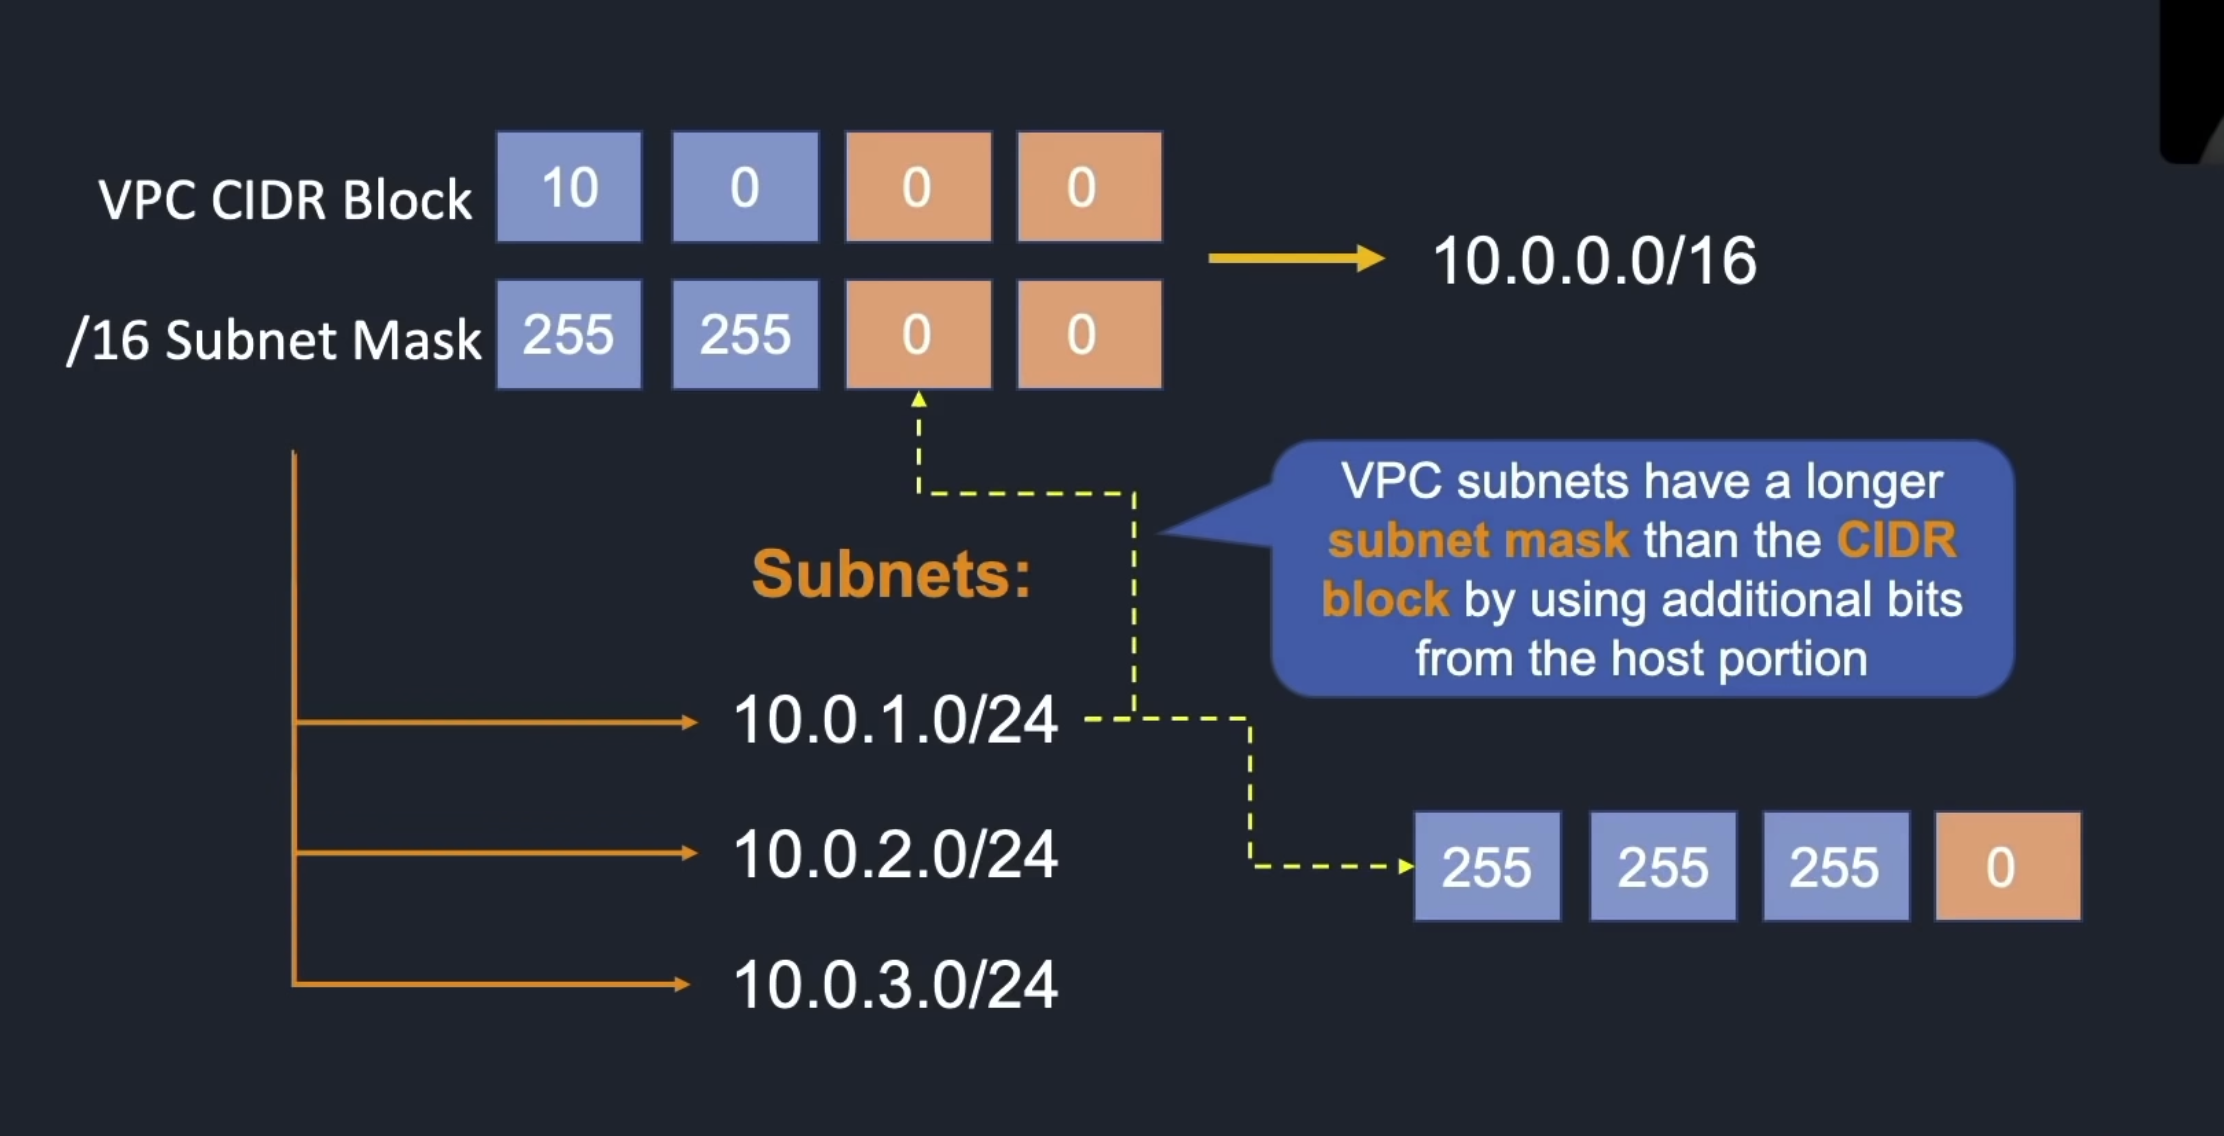 VPC CIDR Block 10 0 0 0
/16 Subnet Mask 255 255 0 0
10.0.0.0/16
VPC subnets have a longer
subnet mask than the CIDR
block by using additional bits
from the host portion
Subnets:
10.0.1.0/24
10.0.2.0/24
10.0.3.0/24
255 255 255 0